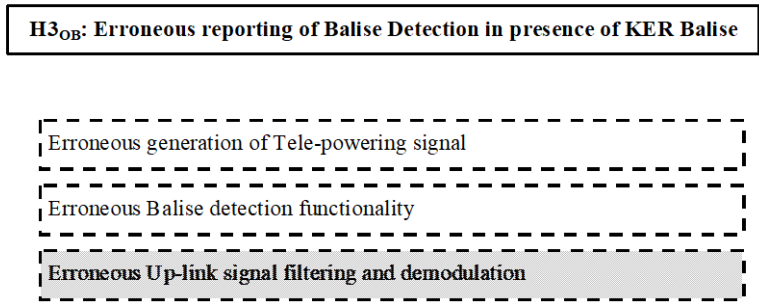 H3OB: Erroneous reporting of Balise Detection in presence of KER Balise
Erroneous generation of Tele-powering signal
Erroneous Balise detection functionality
Erroneous Up-link signal filtering and demodulation